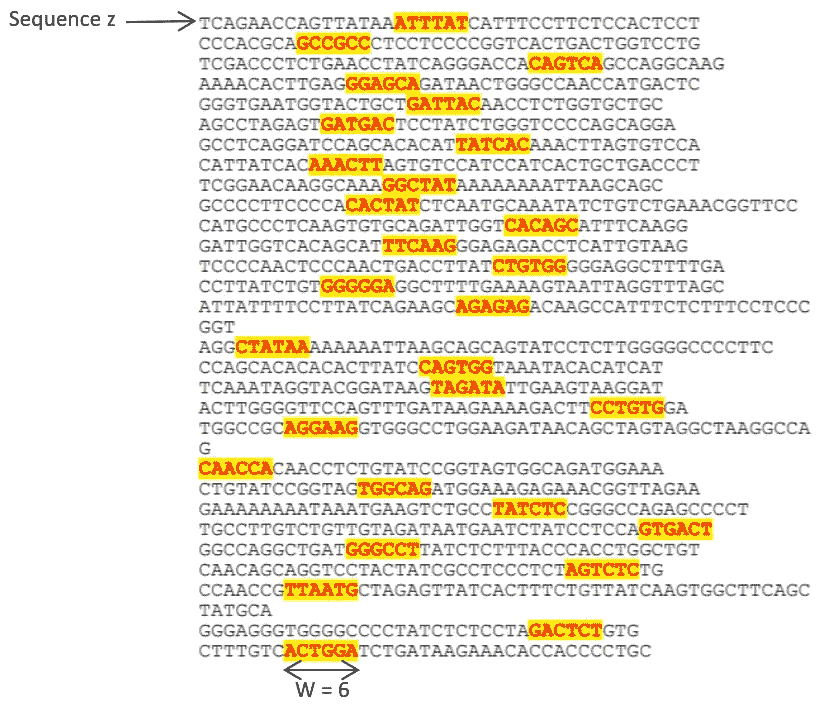 Sequence z
TCAGAACCAGTTATAAATTTATCATTTCCTTCTCCACTCCT
CCCACGCAGCCGCCCTCCTCCCCGGTCACTGACTGGTCCTG
TCGACCCTCTGAACCTATCAGGGACCACAGTCAGCCAGGCAAG
AAAACACTTGAGGGAGCAGATAACTGGGCCAACCATGACTC
GGGTGAATGGTACTGCTGATTACAACCTCTGGTGCTGC
AGCCTAGAGTGATGACTCCTATCTGGGTCCCCAGCAGGA
GCCTCAGGATCCAGCACACATTATCACAAACTTAGTGTCCA
CATTATCACAAACTTAGTGTCCATCCATCACTGCTGACCCT
TCGGAACAAGGCAAAGGCTATAAAAAAAATTAAGCAGC
GCCCCTTCCCCACACTATCTCAATGCAAATATCTGTCTGAAACGGTTCC
CATGCCCTCAAGTGTGCAGATTGGTCACAGCATTTCAAGG
GATTGGTCACAGCATTTCAAGGGAGAGACCTCATTGTAAG
TCCCCAACTCCCAACTGACCTTATCTGTGGGGGAGGCTTTTGA
CCTTATCTGTGGGGGAGGCTTTTGAAAAGTAATTAGGTTTAGC
ATTATTTTCCTTATCAGAAGCAGAGAGACAAGCCATTTCTCTTTCCTCCC
GGT
AGGCTATAAAAAAAATTAAGCAGCAGTATCCTCTTGGGGGCCCCTTC
CCAGCACACACACTTATCCAGTGGTAAATACACATCAT
TCAAATAGGTACGGATAAGTAGATATTGAAGTAAGGAT
ACTTGGGGTTCCAGTTTGATAAGAAAAGACTTCCTGTGGA
TGGCCGCAGGAAGGTGGGCCTGGAAGATAACAGCTAGTAGGCTAAGGCCA
G
CAACCACAACCTCTGTATCCGGTAGTGGCAGATGGAAA
CTGTATCCGGTAGTGGCAGATGGAAAGAGAAACGGTTAGAA
GAAAAAAAATAAATGAAGTCTGCCTATCTCCGGGCCAGAGCCCCT
TGCCTTGTCTGTTGTAGATAATGAATCTATCCTCCAGTGACT
GGCCAGGCTGATGGGCCTTATCTCTTTACCCACCTGGCTGT
CAACAGCAGGTCCTACTATCGCCTCCCTCTAGTCTCTG
CCAACCGTTAATGCTAGAGTTATCACTTTCTGTTATCAAGTGGCTTCAGC
TATGCA
GGGAGGGTGGGGCCCCTATCTCTCCTAGACTCTGTG
CTTTGTCACTGGATCTGATAAGAAACACCACCCCTGC
W = 6